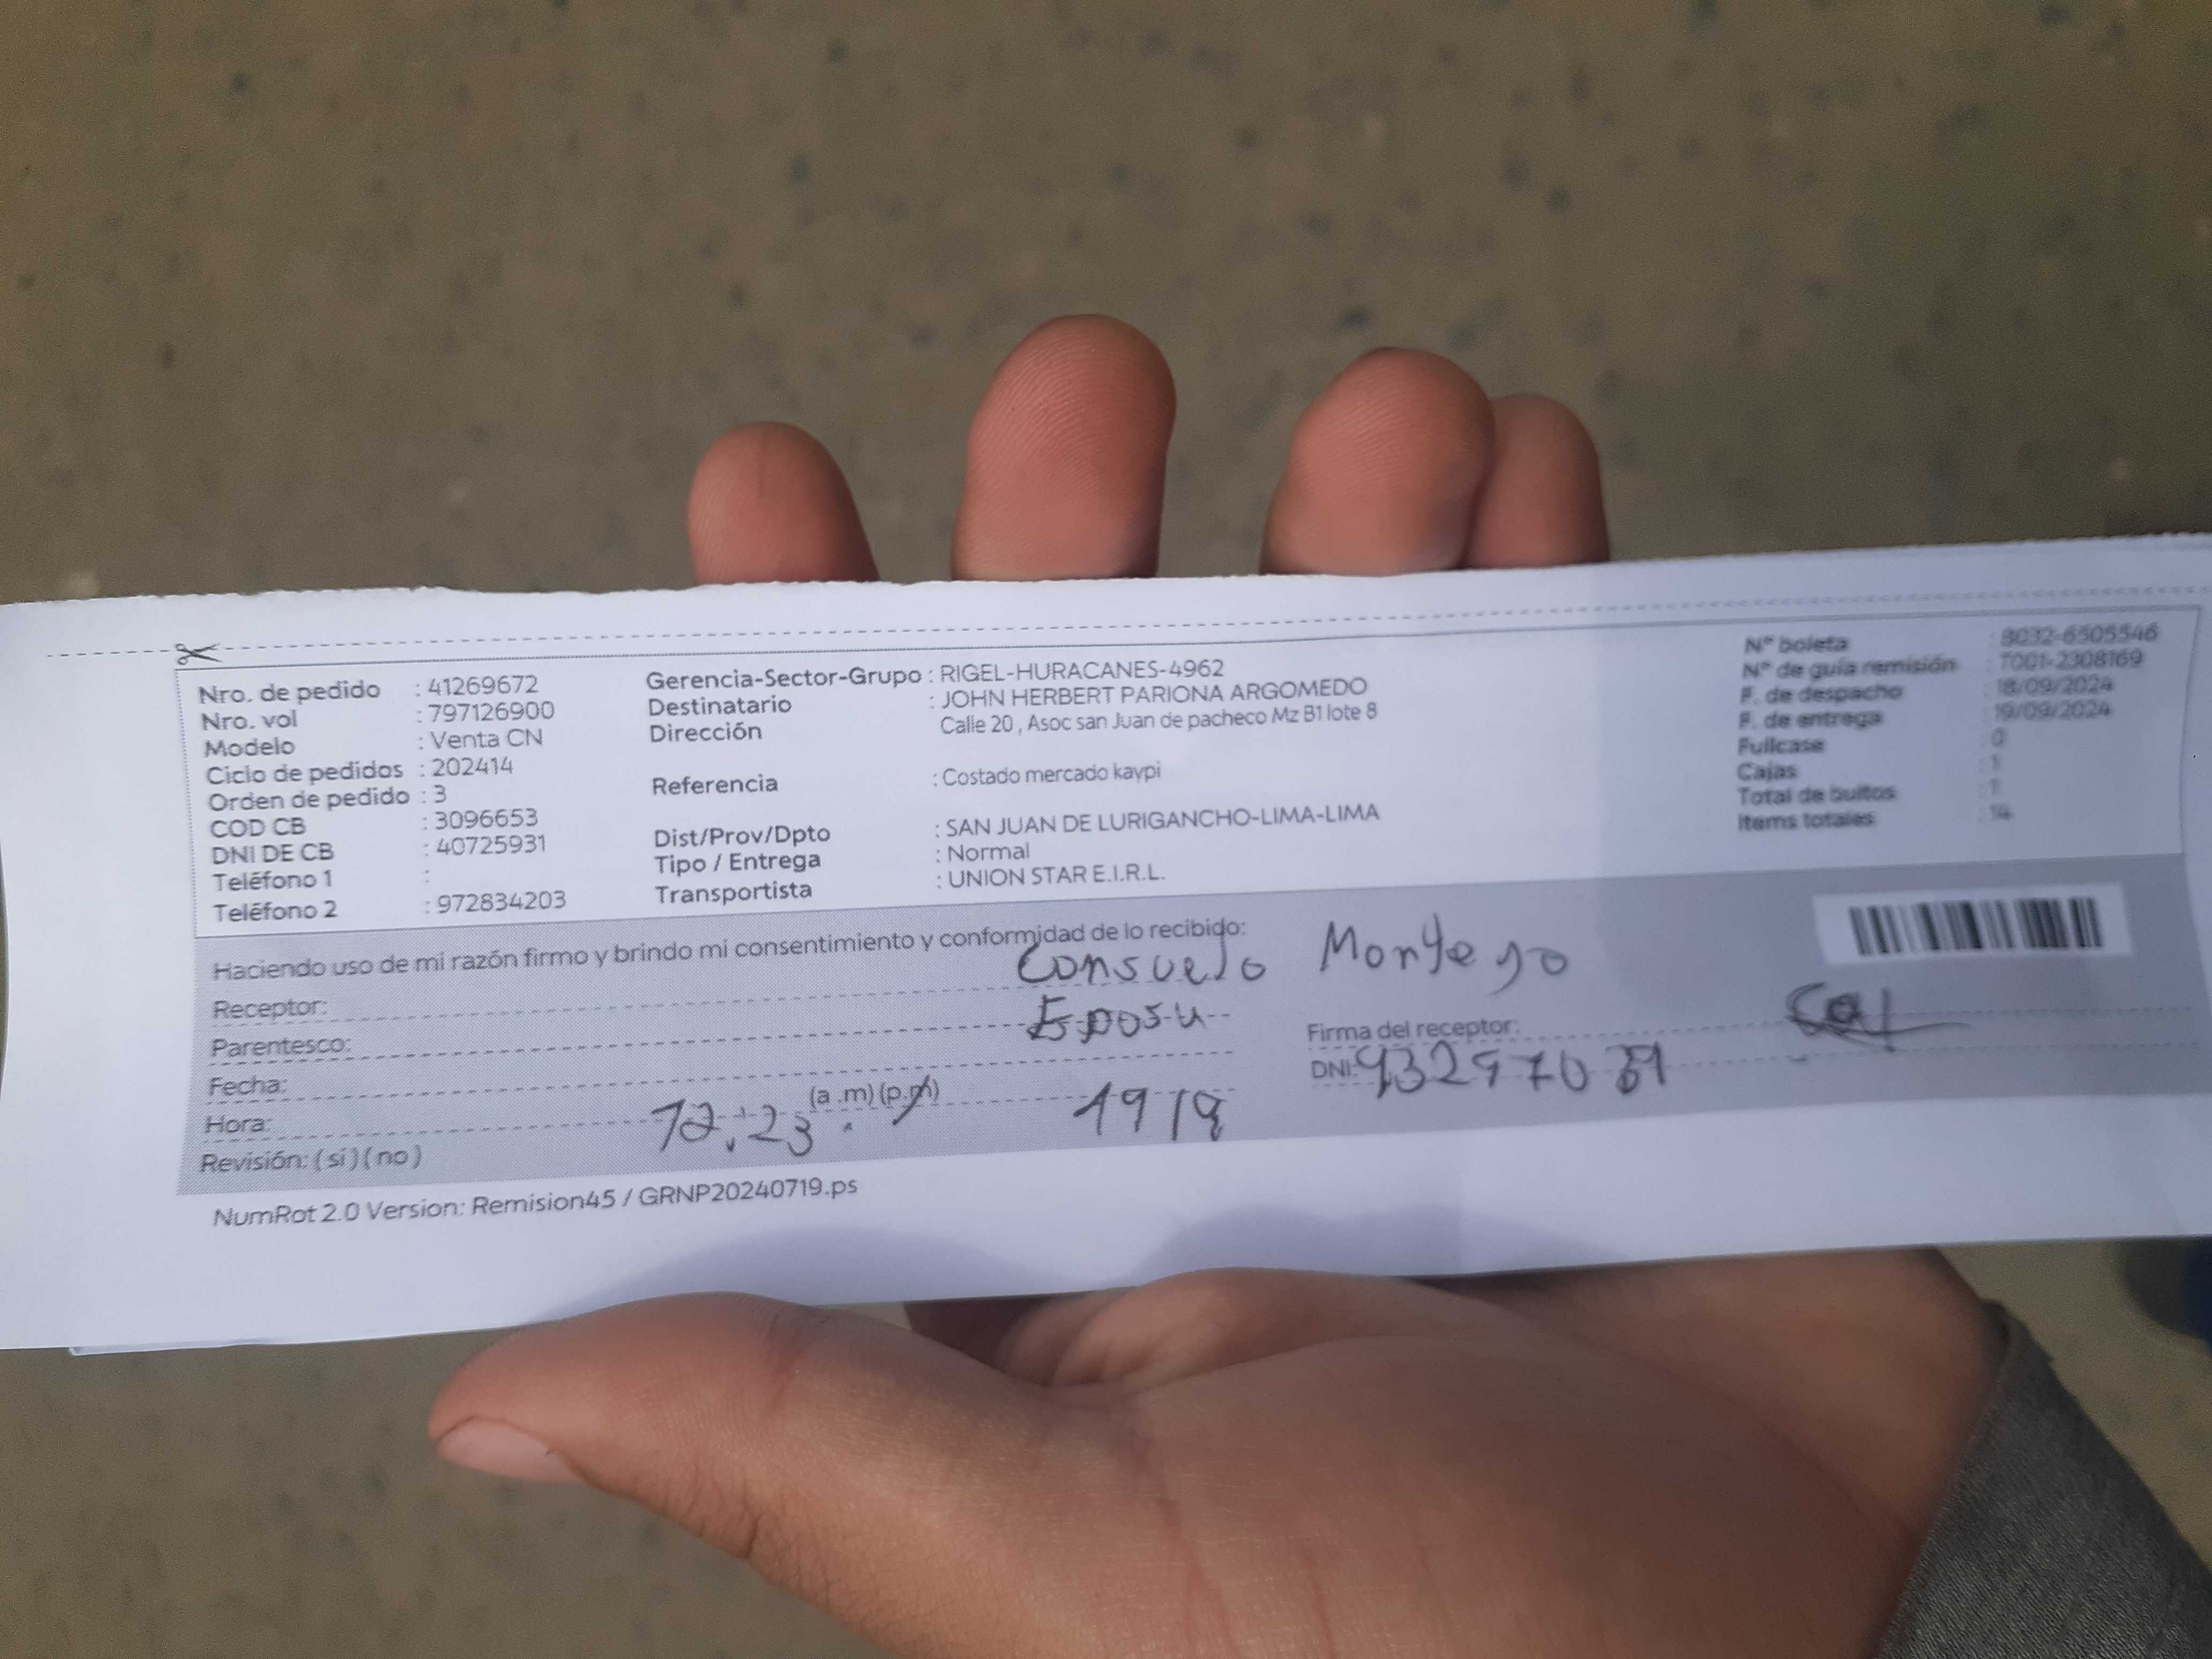 Nro. de pedido : 41269672
Nro. vol : 797126900
Modelo : Venta CN
Ciclo de pedidos : 202414
Orden de pedido : 3
COD CB : 3096653
DNI DE CB : 40725931
Teléfono 1 :
Teléfono 2 : 972834203
Gerencia-Sector-Grupo : RIGEL-HURACANES-4962
Destinatario : JOHN HERBERT PARIONA ARGOMEDO
Dirección Calle 20 , Asoc san Juan de pacheco Mz B1 lote 8
Referencia : Costado mercado kaypi
Dist/Prov/Dpto : SAN JUAN DE LURIGANCHO-LIMA-LIMA
Tipo / Entrega : Normal
Transportista : UNION STAR E.I.R.L.
N° boleta : B032-6505546
N° de guía remisión : T001-2308169
F. de despacho : 18/09/2024
F. de entrega : 19/09/2024
Fullcase : 0
Cajas : 1
Total de bultos : 1
Items totales : 14
Haciendo uso de mi razón firmo y brindo mi consentimiento y conformidad de lo recibido:
Receptor: Consuelo Monteyo
Parentesco: Esposa
Firma del receptor:
Fecha:
DNI:
Hora: 12:23 (a .m) (p.m)
Revisión: ( sí ) ( no )
NumRot 2.0 Version: Remision45 / GRNP20240719.ps